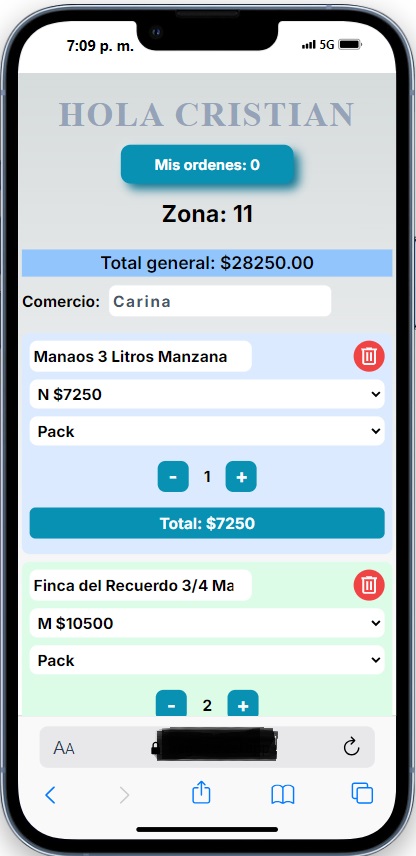 7:09 p. m.
5G
HOLA CRISTIAN
Mis ordenes: 0
Zona: 11
Total general: $28250.00
Comercio: Carina
Manaos 3 Litros Manzana
N $7250
Pack
- 1 +
Total: $7250
Finca del Recuerdo 3/4 Ma
M $10500
Pack
- 2 +
AA